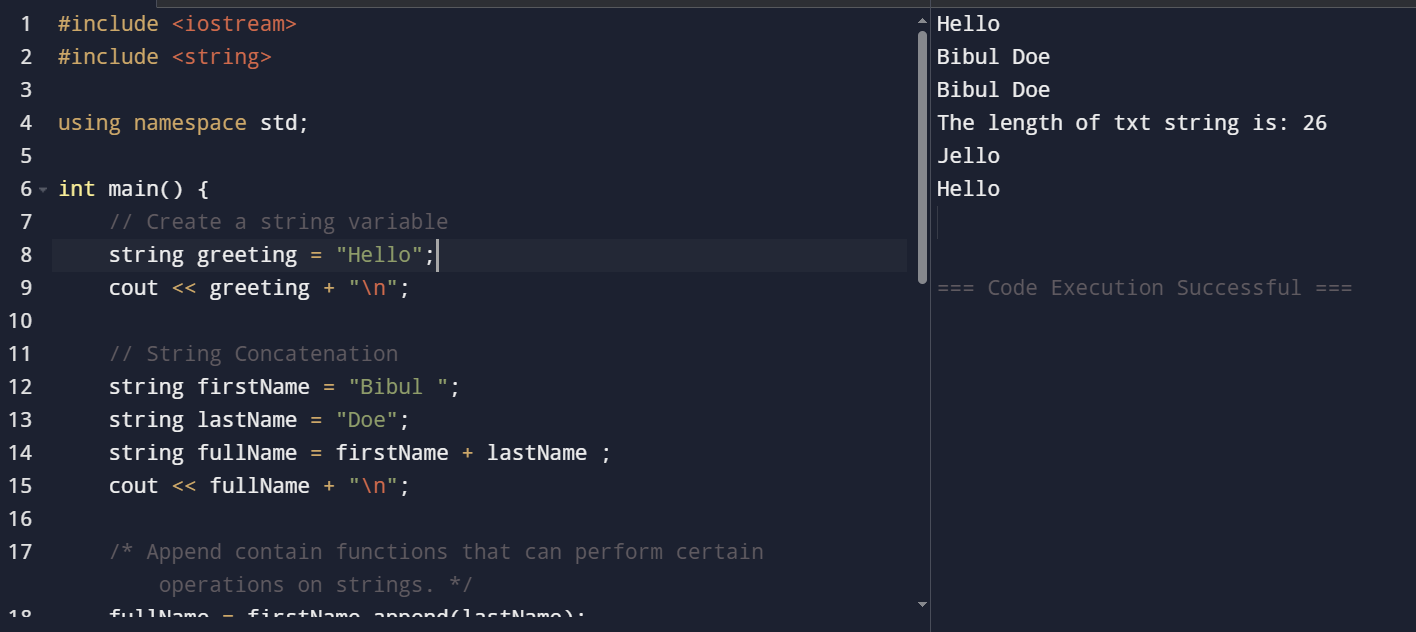 1 #include <iostream>
2 #include <string>
3
4 using namespace std;
5
6 int main() {
7 // Create a string variable
8 string greeting = "Hello";
9 cout << greeting + "\n";
10
11 // String Concatenation
12 string firstName = "Bibul ";
13 string lastName = "Doe";
14 string fullName = firstName + lastName ;
15 cout << fullName + "\n";
16
17 /* Append contain functions that can perform certain
operations on strings. */
18 fullName = firstName.append(lastName);
Hello
Bibul Doe
Bibul Doe
The length of txt string is: 26
Jello
Hello
=== Code Execution Successful ===